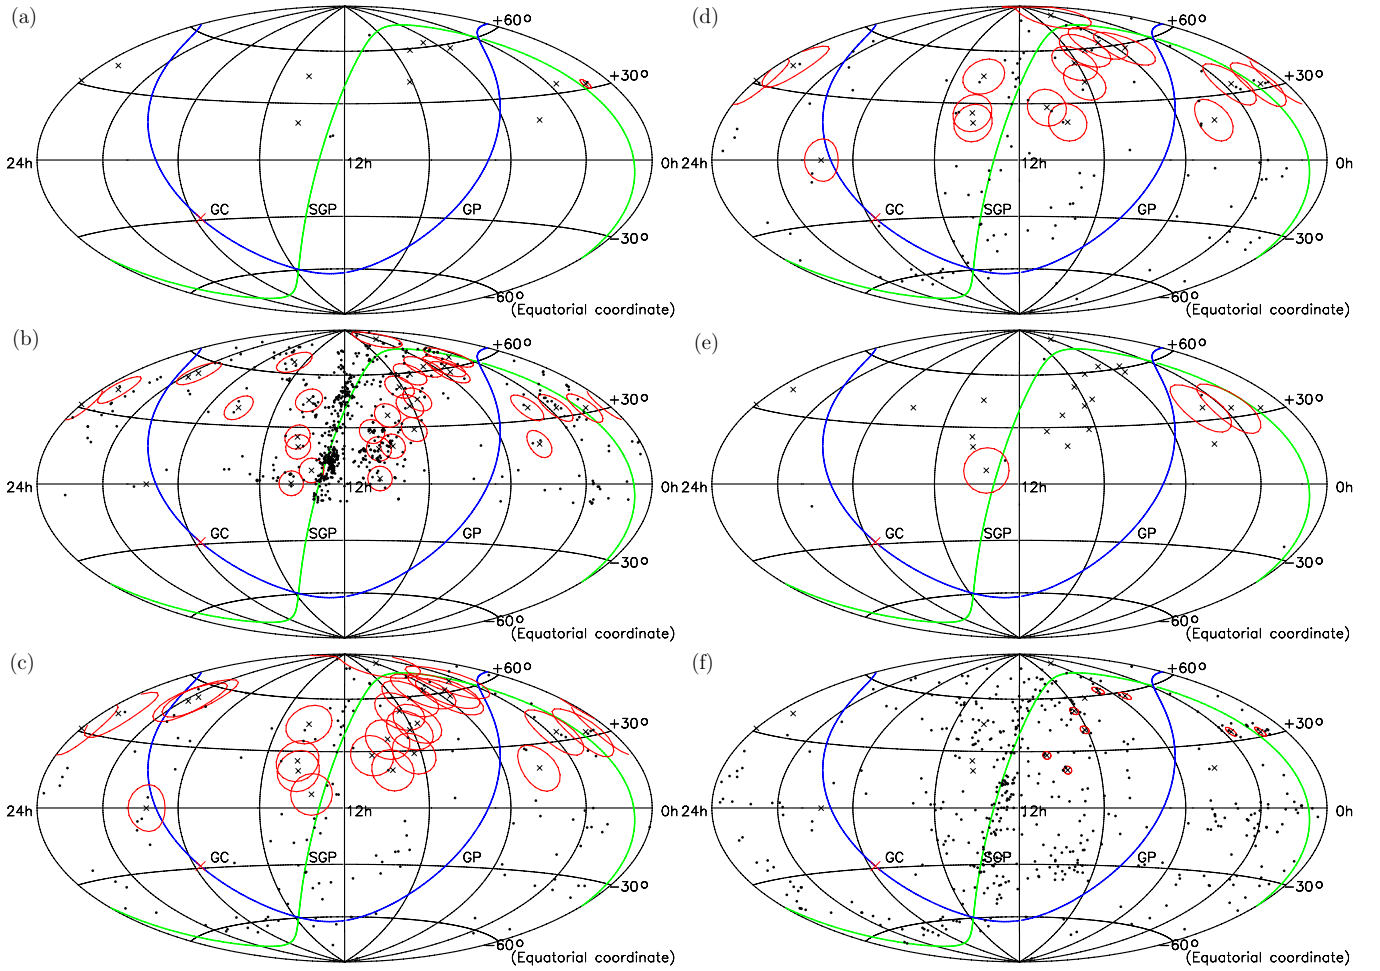 (a)
+60°
+30°
24h
12h
0h
GC
SGP
GP
−30°
−60°
(Equatorial coordinate)
(b)
+60°
+30°
24h
12h
0h
GC
SGP
GP
−30°
−60°
(Equatorial coordinate)
(c)
+60°
+30°
24h
12h
0h
GC
SGP
GP
−30°
−60°
(Equatorial coordinate)
(d)
+60°
+30°
24h
12h
0h
GC
SGP
GP
−30°
−60°
(Equatorial coordinate)
(e)
+60°
+30°
24h
12h
0h
GC
SGP
GP
−30°
−60°
(Equatorial coordinate)
(f)
+60°
+30°
24h
12h
0h
GC
SGP
GP
−30°
−60°
(Equatorial coordinate)